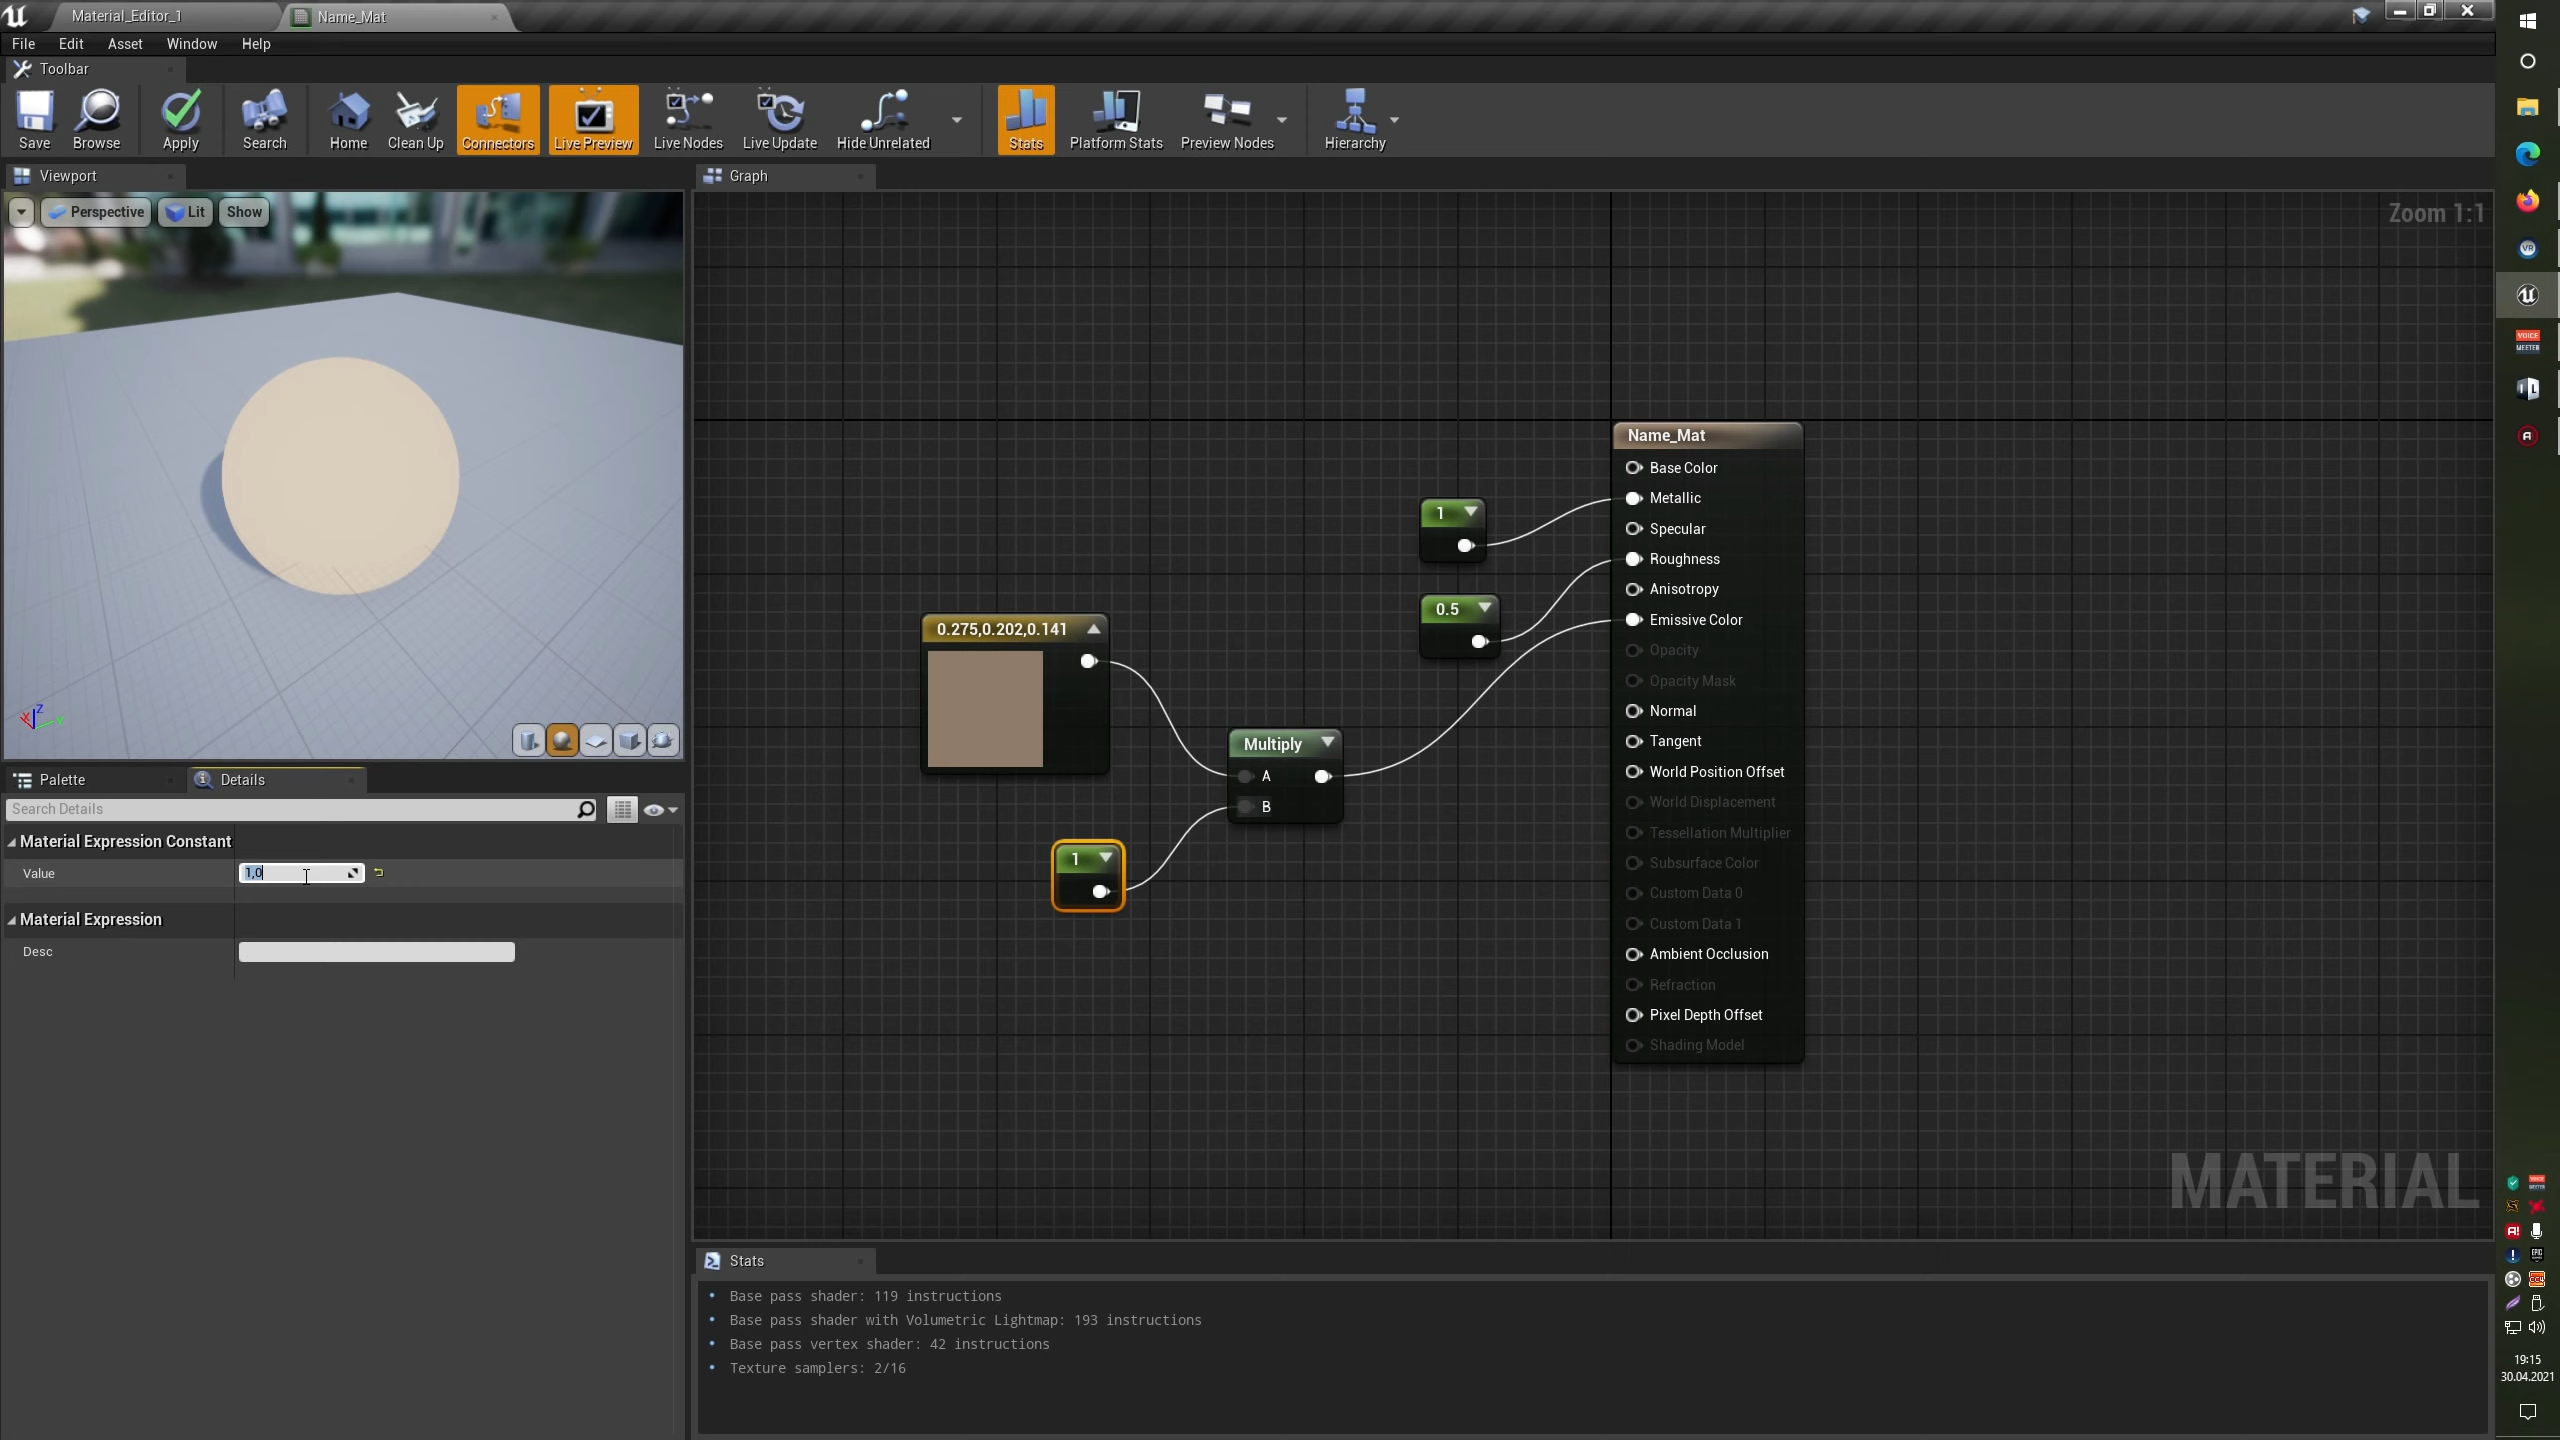 Material_Editor_1
Name_Mat
File Edit Asset Window Help
Toolbar
Save Browse Apply Search Home Clean Up Connectors Live Preview Live Nodes Live Update Hide Unrelated Stats Platform Stats Preview Nodes Hierarchy
Viewport
Perspective Lit Show
Graph
Zoom 1:1
Name_Mat
Base Color
Metallic
Specular
Roughness
Anisotropy
Emissive Color
Opacity
Opacity Mask
Normal
Tangent
World Position Offset
World Displacement
Tessellation Multiplier
Subsurface Color
Custom Data 0
Custom Data 1
Ambient Occlusion
Refraction
Pixel Depth Offset
Shading Model
1
0.5
0.275,0.202,0.141
Multiply
A
B
1
MATERIAL
X Z Y
Palette
Details
Search Details
Material Expression Constant
Value 1,0
Material Expression
Desc
Stats
Base pass shader: 119 instructions
Base pass shader with Volumetric Lightmap: 193 instructions
Base pass vertex shader: 42 instructions
Texture samplers: 2/16
VR
VOICE
MEETER
19:15
30.04.2021